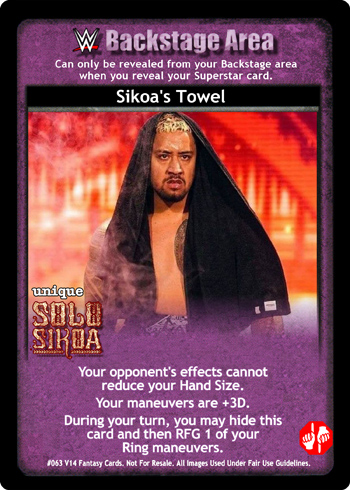 Backstage Area
Can only be revealed from your Backstage area
when you reveal your Superstar card.
Sikoa's Towel
unique
SOLO
SIKOA
Your opponent's effects cannot
reduce your Hand Size.
Your maneuvers are +3D.
During your turn, you may hide this
card and then RFG 1 of your
Ring maneuvers.
#063 V14 Fantasy Cards. Not For Resale. All Images Used Under Fair Use Guidelines.